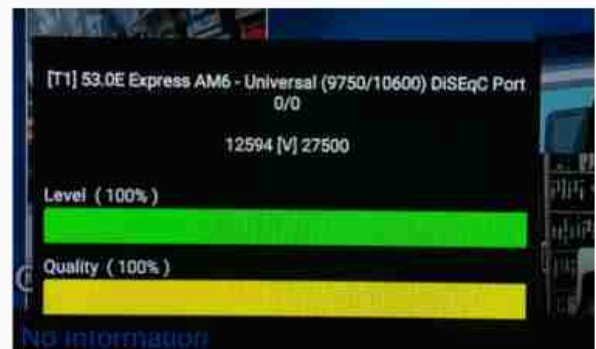 [T1] 53.0E Express AM6 - Universal (9750/10600) DiSEqC Port
0/0
12594 [V] 27500
Level ( 100% )
Quality ( 100% )
No information